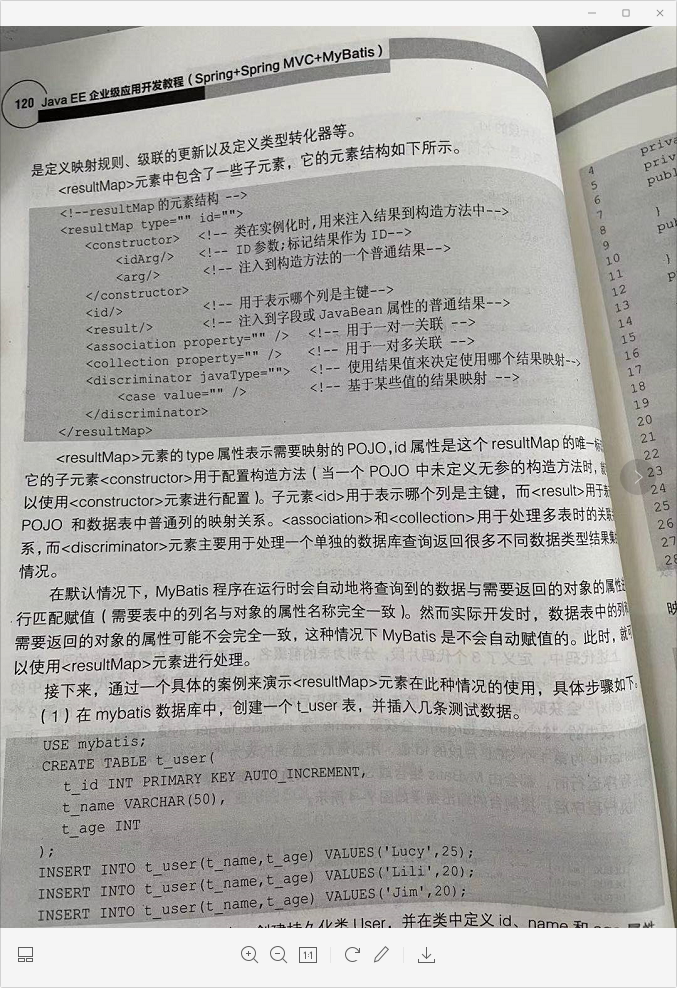 120 Java EE 企业级应用开发教程（Spring+Spring MVC+MyBatis）
是定义映射规则、级联的更新以及定义类型转化器等。
<resultMap>元素中包含了一些子元素，它的元素结构如下所示。
<!--resultMap 的元素结构 -->
<resultMap type="" id="">
<constructor> <!-- 类在实例化时,用来注入结果到构造方法中-->
<idArg/> <!-- ID 参数;标记结果作为 ID-->
<arg/> <!-- 注入到构造方法的一个普通结果-->
</constructor>
<id/> <!-- 用于表示哪个列是主键-->
<result/> <!-- 注入到字段或 JavaBean 属性的普通结果-->
<association property="" /> <!-- 用于一对一关联 -->
<collection property="" /> <!-- 用于一对多关联 -->
<discriminator javaType=""> <!-- 使用结果值来决定使用哪个结果映射-->
<case value="" /> <!-- 基于某些值的结果映射 -->
</discriminator>
</resultMap>
<resultMap>元素的 type 属性表示需要映射的 POJO,id 属性是这个 resultMap 的唯一标
它的子元素<constructor>用于配置构造方法（当一个 POJO 中未定义无参的构造方法时，
以使用<constructor>元素进行配置）。子元素<id>用于表示哪个列是主键，而<result>用于
POJO 和数据表中普通列的映射关系。<association>和<collection>用于处理多表时的关联
系，而<discriminator>元素主要用于处理一个单独的数据库查询返回很多不同数据类型结果集
情况。
在默认情况下，MyBatis 程序在运行时会自动地将查询到的数据与需要返回的对象的属性
行匹配赋值（需要表中的列名与对象的属性名称完全一致）。然而实际开发时，数据表中的列
需要返回的对象的属性可能不会完全一致，这种情况下 MyBatis 是不会自动赋值的。此时，就可
以使用<resultMap>元素进行处理。
接下来，通过一个具体的案例来演示<resultMap>元素在此种情况的使用，具体步骤如下。
（1）在 mybatis 数据库中，创建一个 t_user 表，并插入几条测试数据。
USE mybatis;
CREATE TABLE t_user(
t_id INT PRIMARY KEY AUTO_INCREMENT,
t_name VARCHAR(50),
t_age INT
);
INSERT INTO t_user(t_name,t_age) VALUES('Lucy',25);
INSERT INTO t_user(t_name,t_age) VALUES('Lili',20);
INSERT INTO t_user(t_name,t_age) VALUES('Jim',20);
创建持久化类 User，并在类中定义 id、name 和 age 属性
4 priva
5 priv
6 publ
7 }
8 pub
9
10 }
11 p
12
13
14
15
16
17
18
19
20
21
22
23
24
25
26
27
28
映
1:1